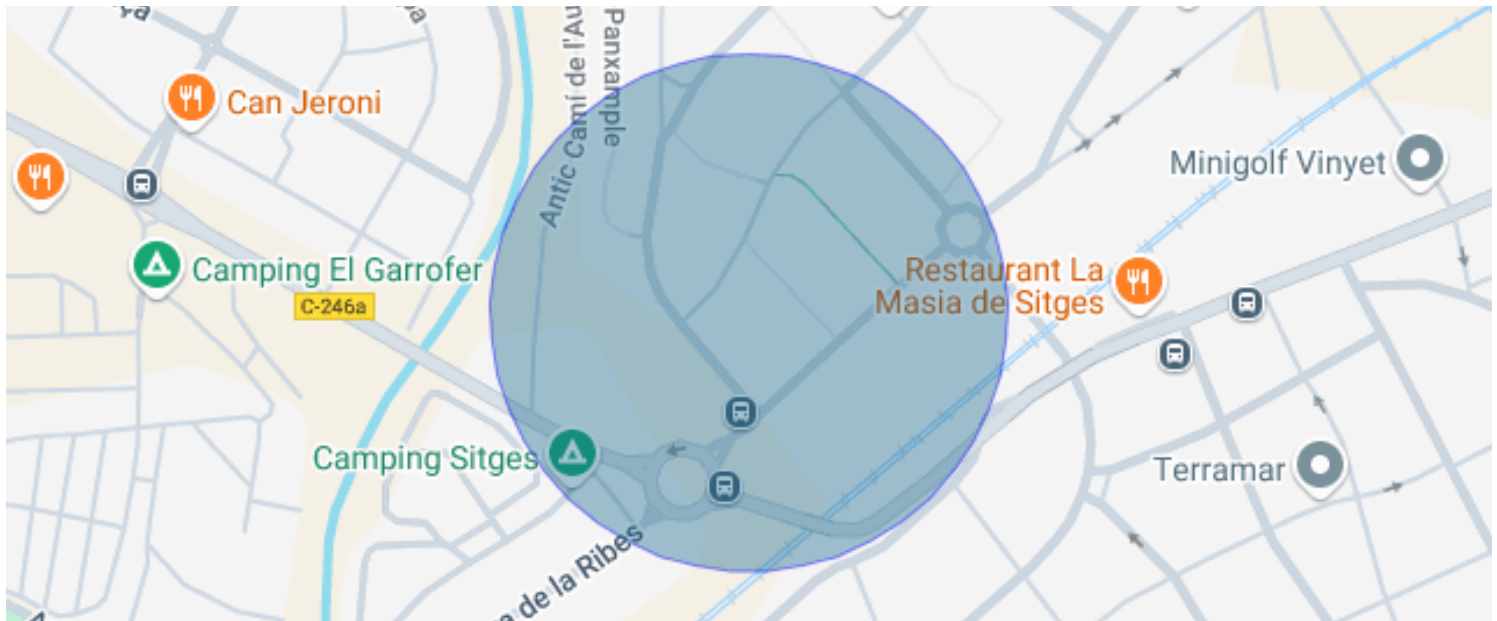 Can Jeroni
Antic Camí de l'Au
Panxample
Minigolf Vinyet
Camping El Garrofer
C-246a
Restaurant La
Masia de Sitges
Camping Sitges
Terramar
de la Ribes